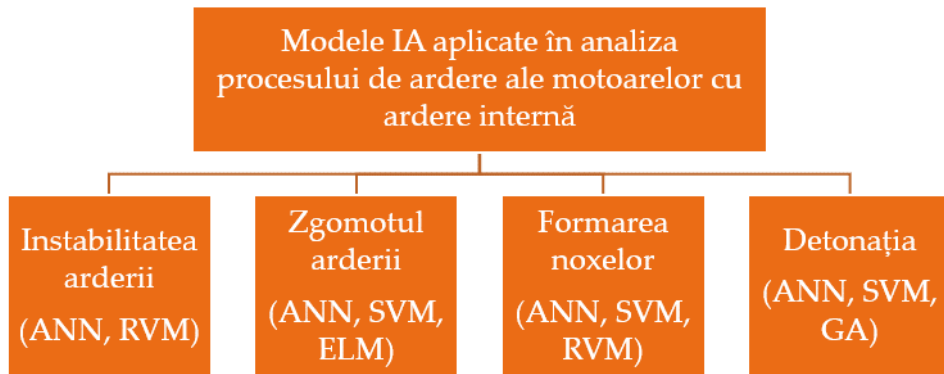 Modele IA aplicate în analiza
procesului de ardere ale motoarelor cu
ardere internă
Instabilitatea
arderii
(ANN, RVM)
Zgomotul
arderii
(ANN, SVM,
ELM)
Formarea
noxelor
(ANN, SVM,
RVM)
Detonația
(ANN, SVM,
GA)